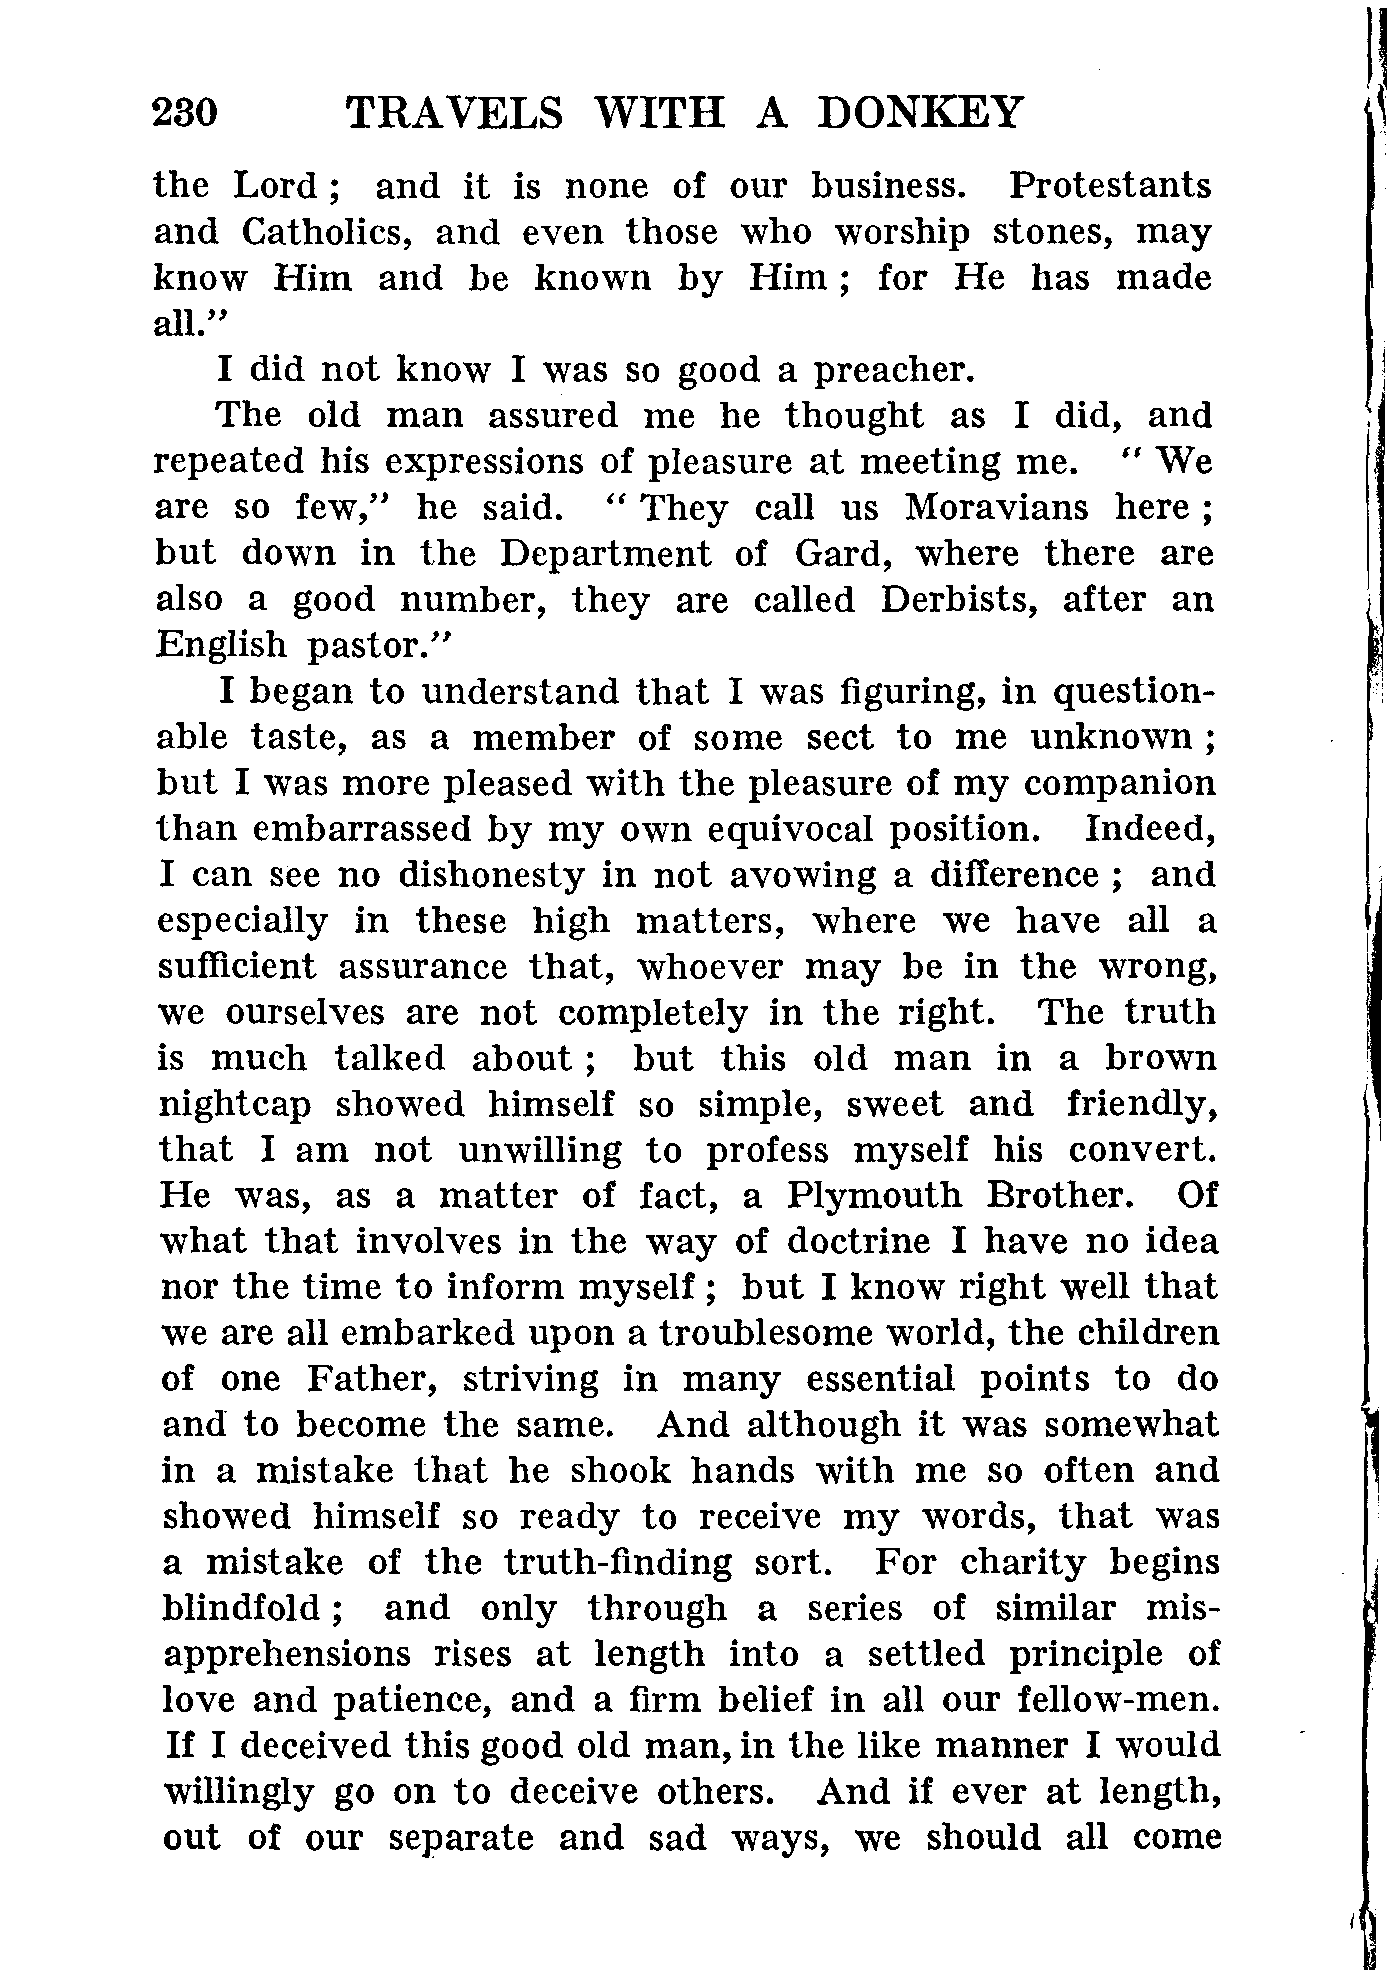 230 TRAVELS WITH A DONKEY
the Lord ; and it is none of our business. Protestants
and Catholics, and even those who worship stones, may
know Him and be known by Him ; for He has made
all.”
I did not know I was so good a preacher.
The old man assured me he thought as I did, and
repeated his expressions of pleasure at meeting me. “ We
are so few,” he said. “ They call us Moravians here ;
but down in the Department of Gard, where there are
also a good number, they are called Derbists, after an
English pastor.”
I began to understand that I was figuring, in question-
able taste, as a member of some sect to me unknown ;
but I was more pleased with the pleasure of my companion
than embarrassed by my own equivocal position. Indeed,
I can see no dishonesty in not avowing a difference ; and
especially in these high matters, where we have all a
sufficient assurance that, whoever may be in the wrong,
we ourselves are not completely in the right. The truth
is much talked about ; but this old man in a brown
nightcap showed himself so simple, sweet and friendly,
that I am not unwilling to profess myself his convert.
He was, as a matter of fact, a Plymouth Brother. Of
what that involves in the way of doctrine I have no idea
nor the time to inform myself ; but I know right well that
we are all embarked upon a troublesome world, the children
of one Father, striving in many essential points to do
and to become the same. And although it was somewhat
in a mistake that he shook hands with me so often and
showed himself so ready to receive my words, that was
a mistake of the truth-finding sort. For charity begins
blindfold ; and only through a series of similar mis-
apprehensions rises at length into a settled principle of
love and patience, and a firm belief in all our fellow-men.
If I deceived this good old man, in the like manner I would
willingly go on to deceive others. And if ever at length,
out of our separate and sad ways, we should all come